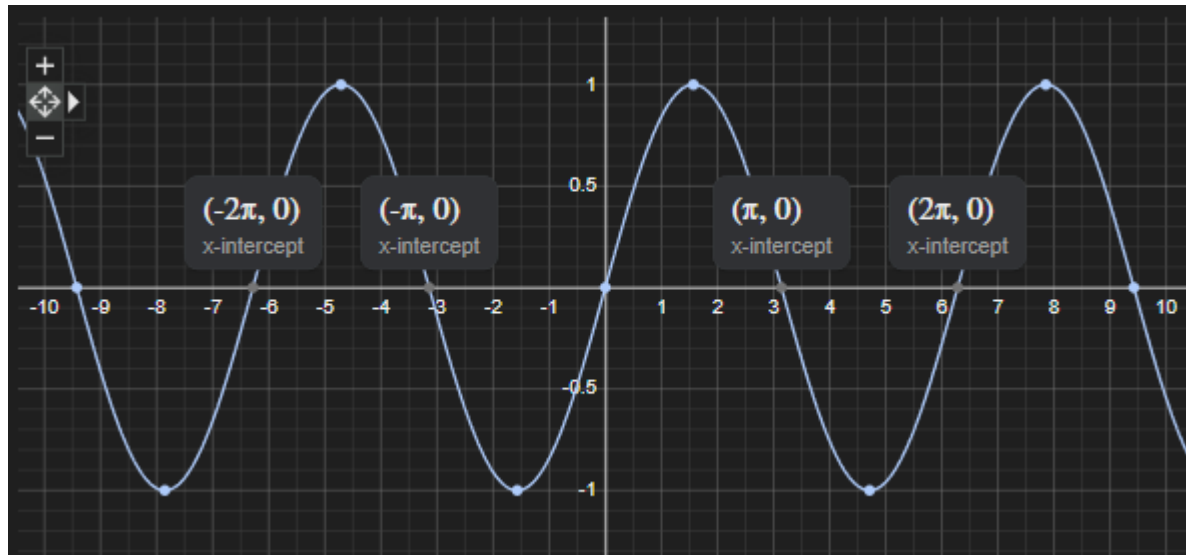 +
−
1
0.5
(-2π, 0)
x-intercept
(-π, 0)
x-intercept
(π, 0)
x-intercept
(2π, 0)
x-intercept
-10 -9 -8 -7 -6 -5 -4 -3 -2 -1 0 1 2 3 4 5 6 7 8 9 10
-0.5
-1